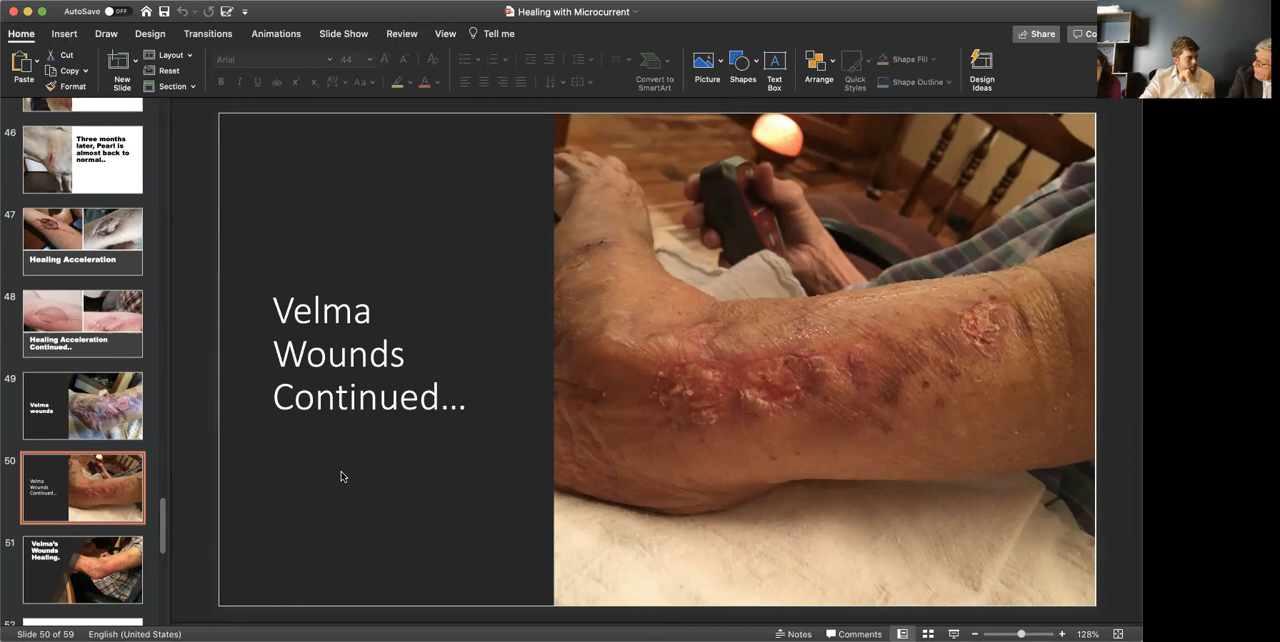 AutoSave OFF
Healing with Microcurrent
Home Insert Draw Design Transitions Animations Slide Show Review View Tell me
Share Co
Paste
Cut
Copy
Format
New
Slide
Layout
Reset
Section
Arial 44
Convert to
SmartArt
Picture
Shapes
Text
Box
Arrange
Quick
Styles
Shape Fill
Shape Outline
Design
Ideas
46
Three months
later, Pearl is
almost back to
normal..
47
Healing Acceleration
48
Healing Acceleration
Continued..
49
Velma
wounds
50
Velma
Wounds
Continued...
51
Velma's
Wounds
Healing.
52
Velma
Wounds
Continued...
Slide 50 of 59 English (United States) Notes Comments 128%